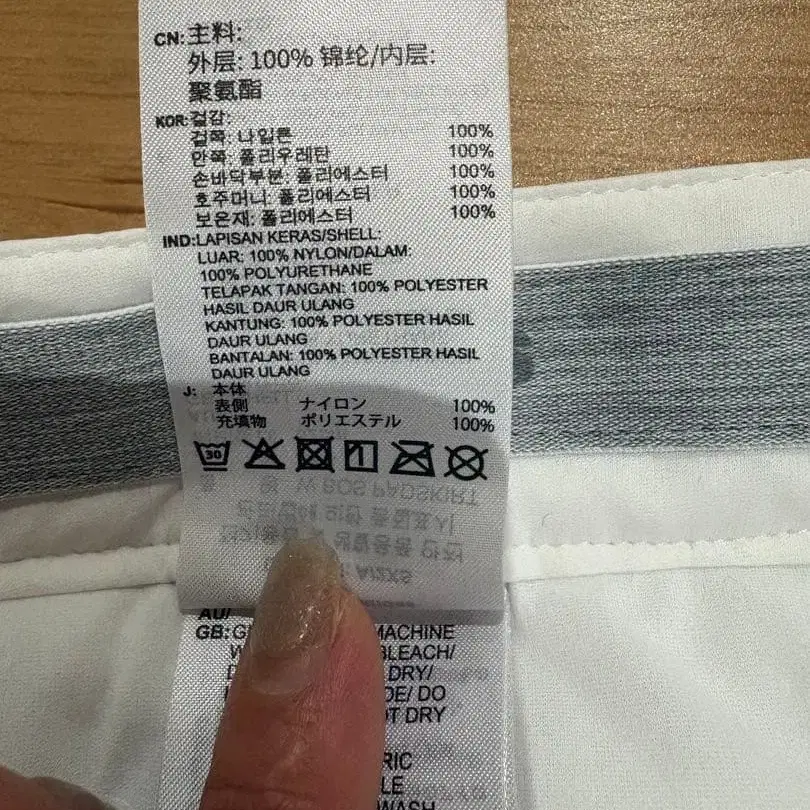 CN:主料:
外层: 100% 锦纶/内层:
聚氨酯
KOR:겉감:
겉쪽: 나일론 100%
안쪽: 폴리우레탄 100%
손바닥부분: 폴리에스터 100%
호주머니: 폴리에스터 100%
보온재: 폴리에스터 100%
IND:LAPISAN KERAS/SHELL:
LUAR: 100% NYLON/DALAM:
100% POLYURETHANE
TELAPAK TANGAN: 100% POLYESTER
HASIL DAUR ULANG
KANTUNG: 100% POLYESTER HASIL
DAUR ULANG
BANTALAN: 100% POLYESTER HASIL
DAUR ULANG
J: 本体
表側 ナイロン 100%
充填物 ポリエステル 100%
30
AU/
GB: MACHINE
BLEACH/
DRY/
DO
DRY